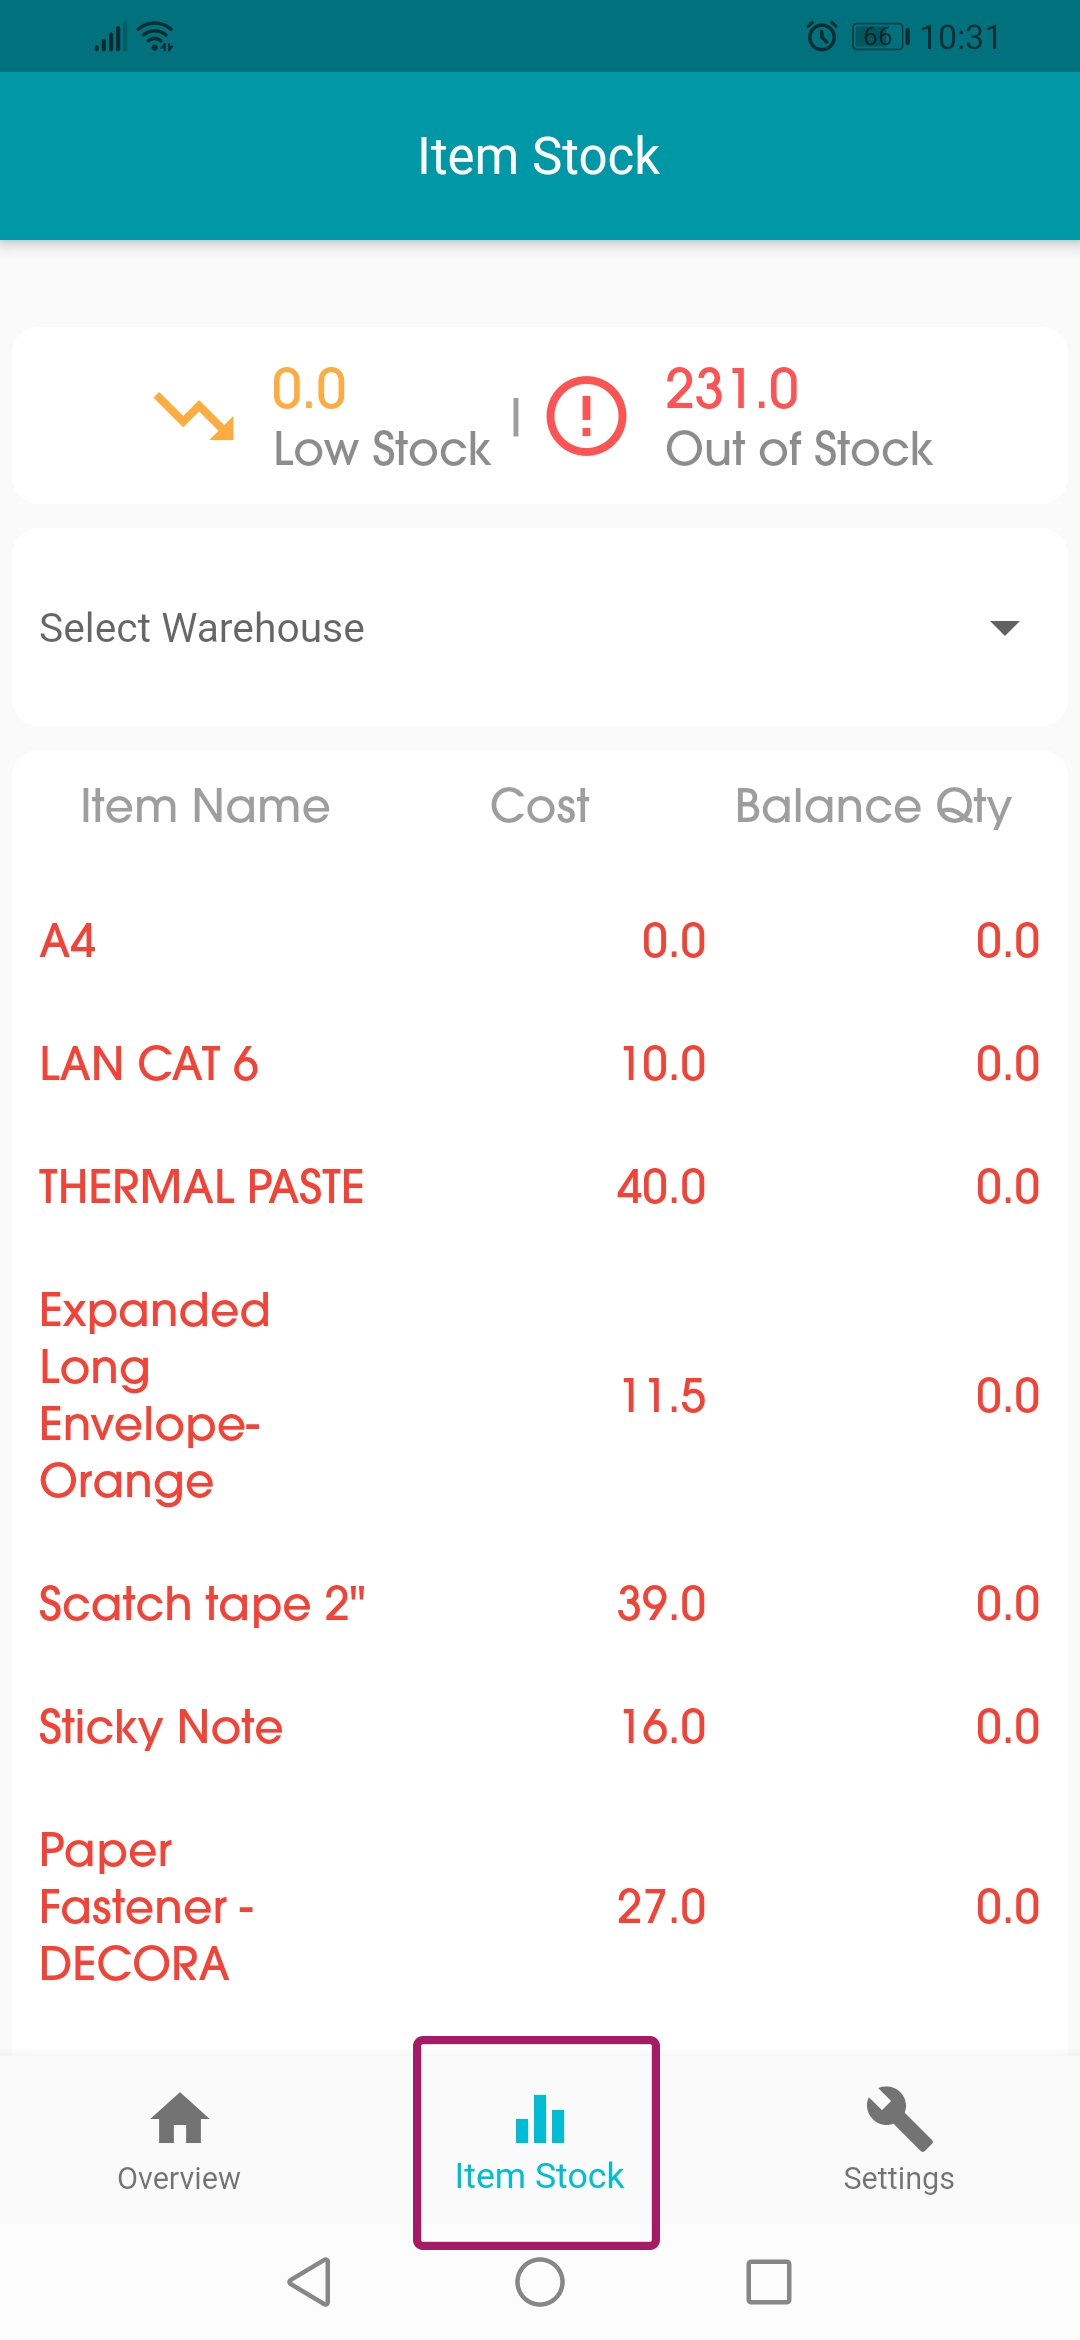 66 10:31
Item Stock
0.0 231.0
Low Stock | Out of Stock
Select Warehouse
Item Name Cost Balance Qty
A4 0.0 0.0
LAN CAT 6 10.0 0.0
THERMAL PASTE 40.0 0.0
Expanded
Long
Envelope-
Orange 11.5 0.0
Scatch tape 2" 39.0 0.0
Sticky Note 16.0 0.0
Paper
Fastener -
DECORA 27.0 0.0
Overview Item Stock Settings